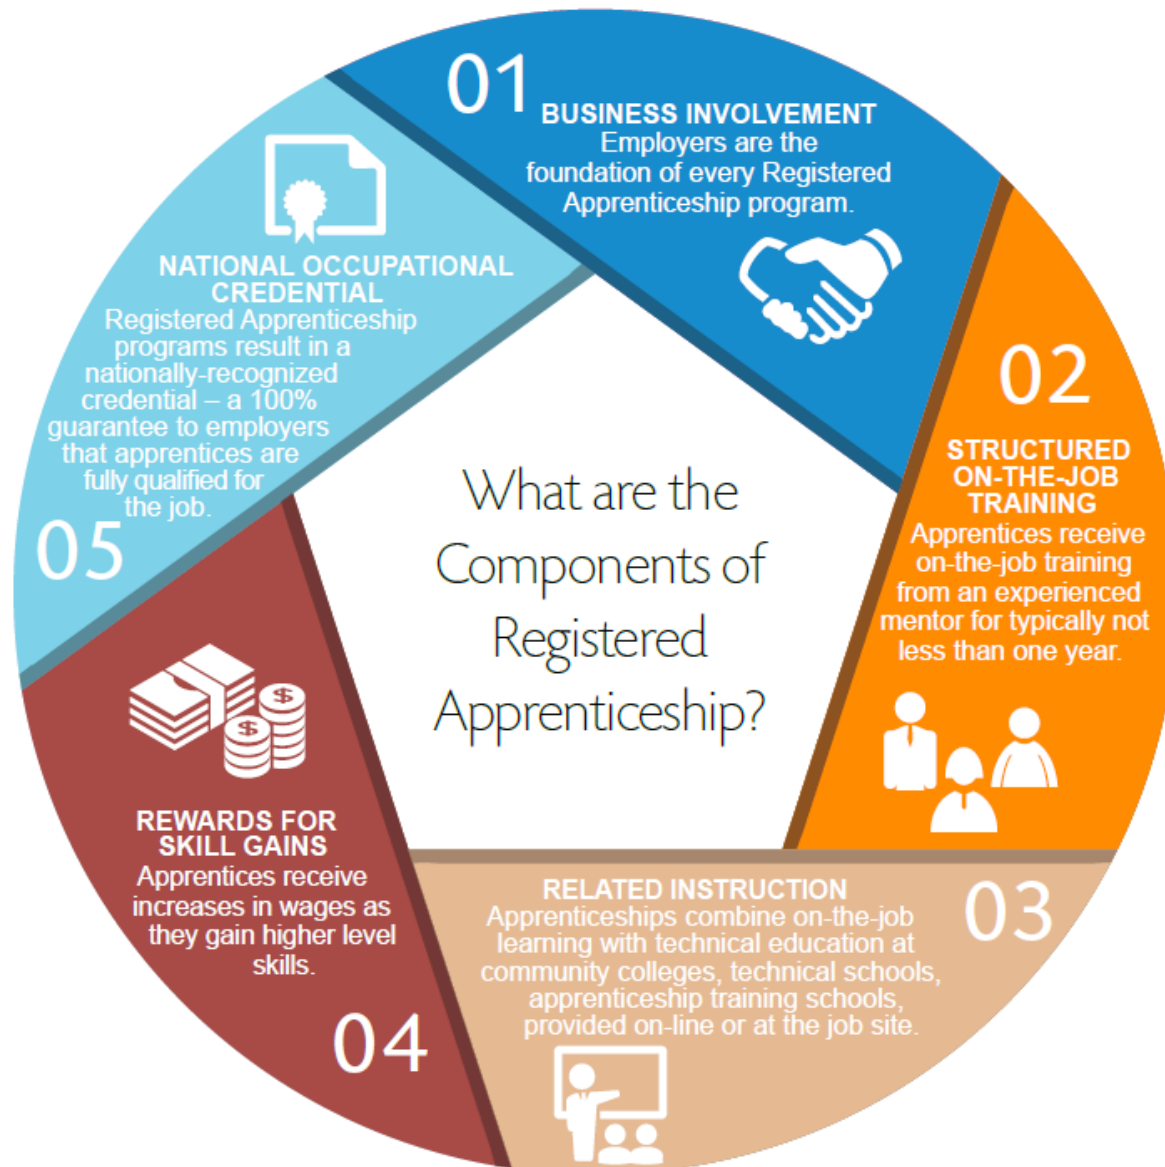 What are the
Components of
Registered
Apprenticeship?
01
BUSINESS INVOLVEMENT
Employers are the
foundation of every Registered
Apprenticeship program.
02
STRUCTURED
ON-THE-JOB
TRAINING
Apprentices receive
on-the-job training
from an experienced
mentor for typically not
less than one year.
03
RELATED INSTRUCTION
Apprenticeships combine on-the-job
learning with technical education at
community colleges, technical schools,
apprenticeship training schools,
provided on-line or at the job site.
04
REWARDS FOR
SKILL GAINS
Apprentices receive
increases in wages as
they gain higher level
skills.
$
$
05
NATIONAL OCCUPATIONAL
CREDENTIAL
Registered Apprenticeship
programs result in a
nationally-recognized
credential – a 100%
guarantee to employers
that apprentices are
fully qualified for
the job.